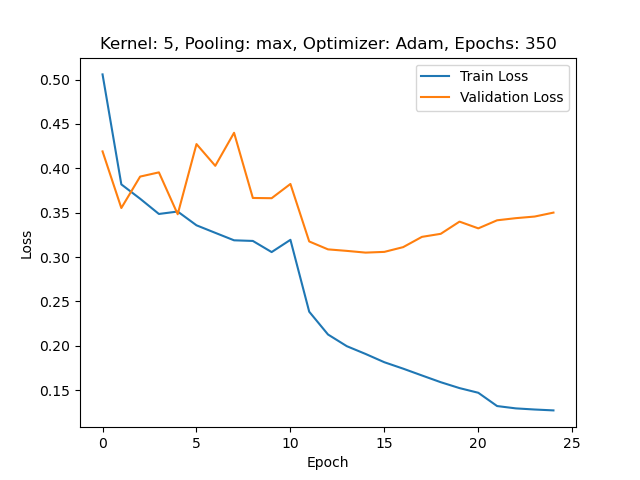 Kernel: 5, Pooling: max, Optimizer: Adam, Epochs: 350
Train Loss
Validation Loss
0.50
0.45
0.40
0.35
0.30
0.25
0.20
0.15
Loss
0 5 10 15 20 25
Epoch